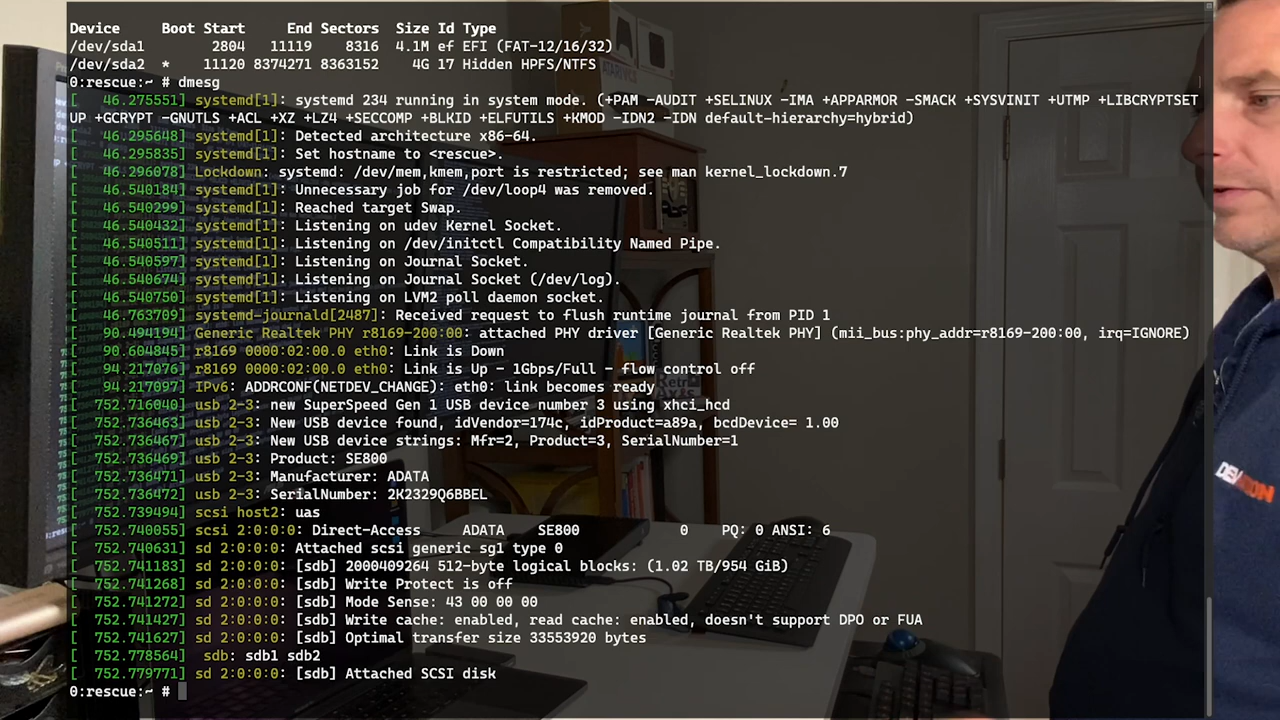 Device     Boot Start     End Sectors  Size Id Type
/dev/sda1        2804   11119    8316  4.1M ef EFI (FAT-12/16/32)
/dev/sda2  *    11120 8374271 8363152    4G 17 Hidden HPFS/NTFS
0:rescue:~ # dmesg
[   46.275551] systemd[1]: systemd 234 running in system mode. (+PAM -AUDIT +SELINUX -IMA +APPARMOR -SMACK +SYSVINIT +UTMP +LIBCRYPTSET
UP +GCRYPT -GNUTLS +ACL +XZ +LZ4 +SECCOMP +BLKID +ELFUTILS +KMOD -IDN2 -IDN default-hierarchy=hybrid)
[   46.295648] systemd[1]: Detected architecture x86-64.
[   46.295835] systemd[1]: Set hostname to <rescue>.
[   46.296078] Lockdown: systemd: /dev/mem,kmem,port is restricted; see man kernel_lockdown.7
[   46.540184] systemd[1]: Unnecessary job for /dev/loop4 was removed.
[   46.540299] systemd[1]: Reached target Swap.
[   46.540432] systemd[1]: Listening on udev Kernel Socket.
[   46.540511] systemd[1]: Listening on /dev/initctl Compatibility Named Pipe.
[   46.540597] systemd[1]: Listening on Journal Socket.
[   46.540674] systemd[1]: Listening on Journal Socket (/dev/log).
[   46.540750] systemd[1]: Listening on LVM2 poll daemon socket.
[   46.763709] systemd-journald[2487]: Received request to flush runtime journal from PID 1
[   90.494194] Generic Realtek PHY r8169-200:00: attached PHY driver [Generic Realtek PHY] (mii_bus:phy_addr=r8169-200:00, irq=IGNORE)
[   90.604845] r8169 0000:02:00.0 eth0: Link is Down
[   94.217076] r8169 0000:02:00.0 eth0: Link is Up - 1Gbps/Full - flow control off
[   94.217097] IPv6: ADDRCONF(NETDEV_CHANGE): eth0: link becomes ready
[  752.716040] usb 2-3: new SuperSpeed Gen 1 USB device number 3 using xhci_hcd
[  752.736463] usb 2-3: New USB device found, idVendor=174c, idProduct=a89a, bcdDevice= 1.00
[  752.736467] usb 2-3: New USB device strings: Mfr=2, Product=3, SerialNumber=1
[  752.736469] usb 2-3: Product: SE800
[  752.736471] usb 2-3: Manufacturer: ADATA
[  752.736472] usb 2-3: SerialNumber: 2K2329Q6BBEL
[  752.739494] scsi host2: uas
[  752.740055] scsi 2:0:0:0: Direct-Access     ADATA    SE800            0    PQ: 0 ANSI: 6
[  752.740631] sd 2:0:0:0: Attached scsi generic sg1 type 0
[  752.741183] sd 2:0:0:0: [sdb] 2000409264 512-byte logical blocks: (1.02 TB/954 GiB)
[  752.741268] sd 2:0:0:0: [sdb] Write Protect is off
[  752.741272] sd 2:0:0:0: [sdb] Mode Sense: 43 00 00 00
[  752.741427] sd 2:0:0:0: [sdb] Write cache: enabled, read cache: enabled, doesn't support DPO or FUA
[  752.741627] sd 2:0:0:0: [sdb] Optimal transfer size 33553920 bytes
[  752.778564]  sdb: sdb1 sdb2
[  752.779771] sd 2:0:0:0: [sdb] Attached SCSI disk
0:rescue:~ #